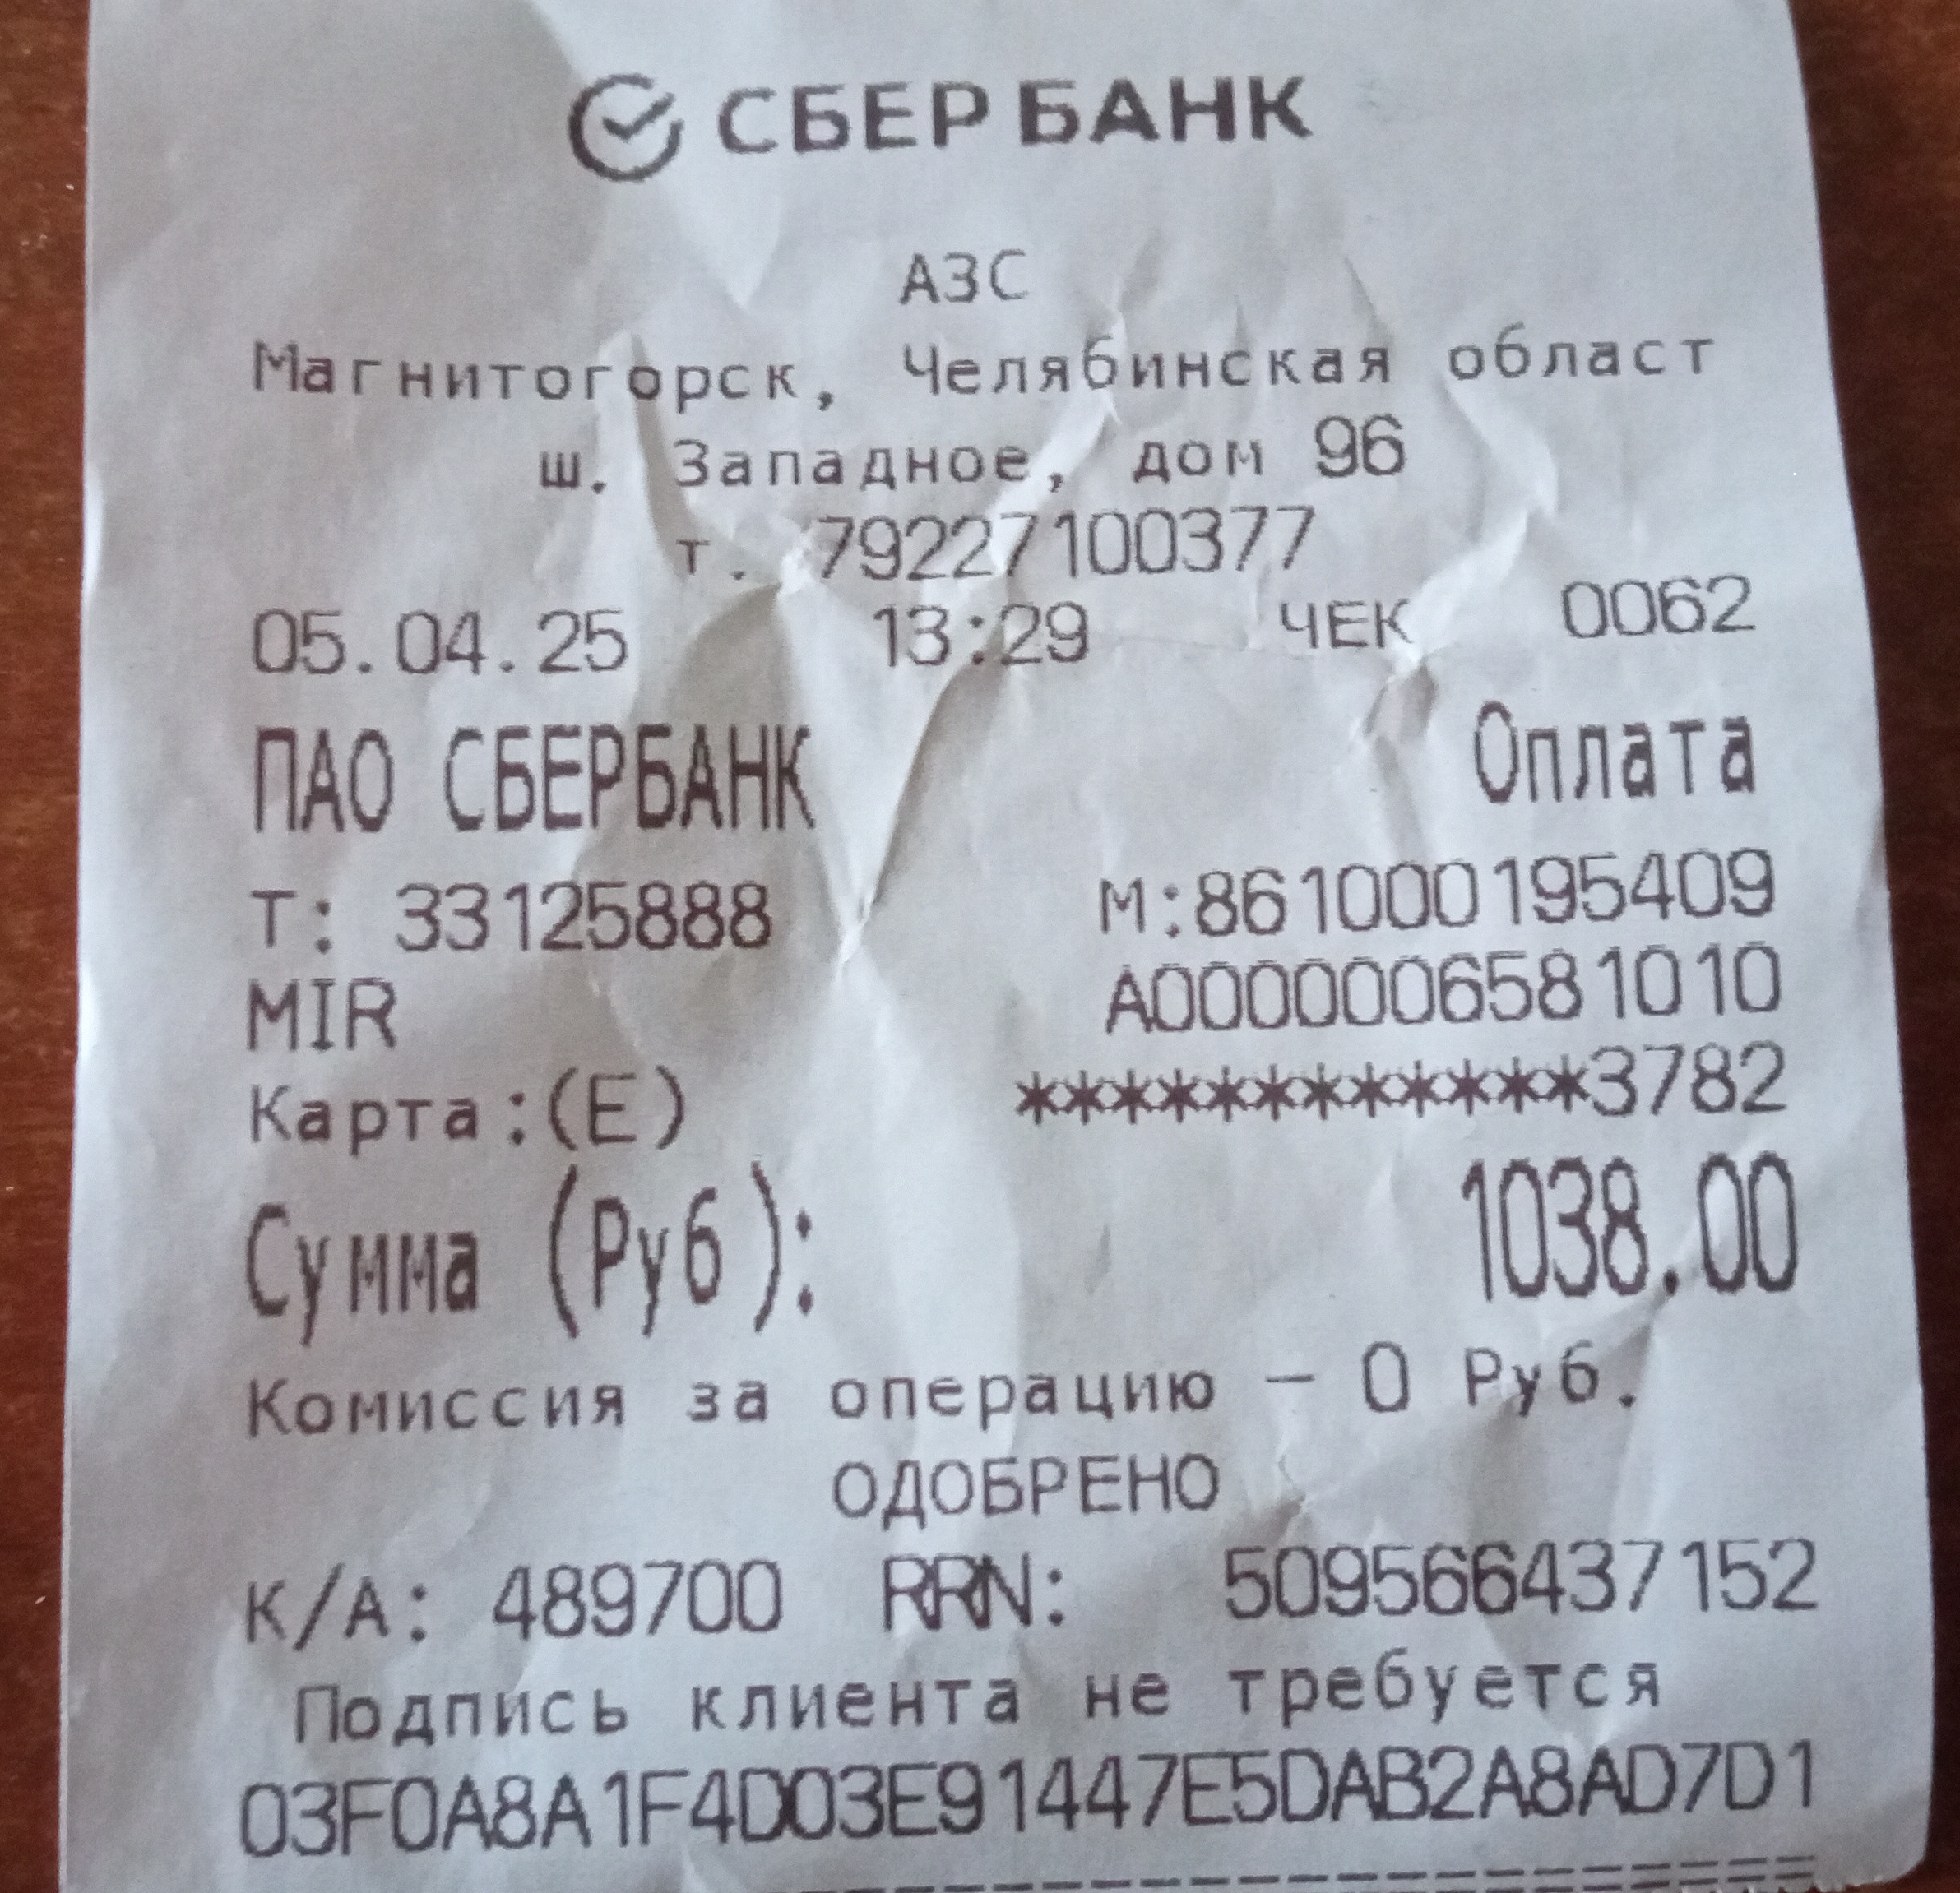 СБЕР БАНК
АЗС
Магнитогорск, Челябинская област
ш. Западное, дом 96
т. 79227100377
05.04.25 13:29 ЧЕК 0062
ПАО СБЕРБАНК Оплата
Т: 33125888 М:861000195409
MIR A0000006581010
Карта:(E) ************3782
Сумма (Руб): 1038.00
Комиссия за операцию – 0 Руб.
ОДОБРЕНО
К/А: 489700 RRN: 509566437152
Подпись клиента не требуется
03F0A8A1F4D03E91447E5DAB2A8AD7D1